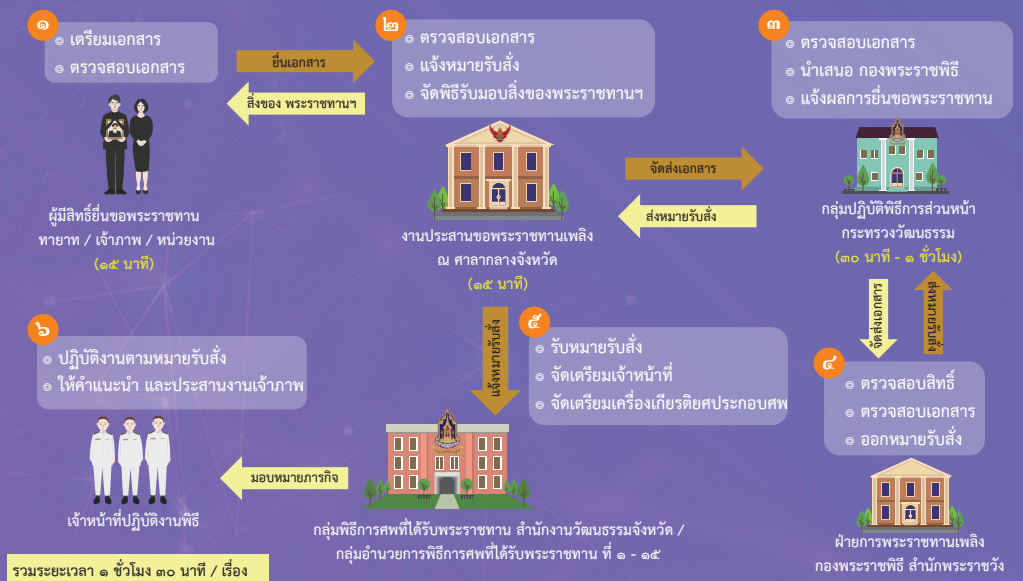 ๑
๏ เตรียมเอกสาร
๏ ตรวจสอบเอกสาร
ผู้มีสิทธิ์ยื่นขอพระราชทาน
ทายาท / เจ้าภาพ / หน่วยงาน
(๑๕ นาที)
ยื่นเอกสาร
สิ่งของ พระราชทานฯ
๒
๏ ตรวจสอบเอกสาร
๏ แจ้งหมายรับสั่ง
๏ จัดพิธีรับมอบสิ่งของพระราชทานฯ
งานประสานขอพระราชทานเพลิง
ณ ศาลากลางจังหวัด
(๑๕ นาที)
จัดส่งเอกสาร
ส่งหมายรับสั่ง
๓
๏ ตรวจสอบเอกสาร
๏ นำเสนอ กองพระราชพิธี
๏ แจ้งผลการยื่นขอพระราชทาน
กลุ่มปฏิบัติพิธีการส่วนหน้า
กระทรวงวัฒนธรรม
(๓๐ นาที - ๑ ชั่วโมง)
จัดส่งเอกสาร
ส่งหมายรับสั่ง
๔
๏ ตรวจสอบสิทธิ์
๏ ตรวจสอบเอกสาร
๏ ออกหมายรับสั่ง
ฝ่ายการพระราชทานเพลิง
กองพระราชพิธี สำนักพระราชวัง
แจ้งหมายรับสั่ง
๕
๏ รับหมายรับสั่ง
๏ จัดเตรียมเจ้าหน้าที่
๏ จัดเตรียมเครื่องเกียรติยศประกอบศพ
กลุ่มพิธีการศพที่ได้รับพระราชทาน สำนักงานวัฒนธรรมจังหวัด /
กลุ่มอำนวยการพิธีการศพที่ได้รับพระราชทาน ที่ ๑ - ๑๕
มอบหมายภารกิจ
๖
๏ ปฏิบัติงานตามหมายรับสั่ง
๏ ให้คำแนะนำ และประสานงานเจ้าภาพ
เจ้าหน้าที่ปฏิบัติงานพิธี
รวมระยะเวลา ๑ ชั่วโมง ๓๐ นาที / เรื่อง